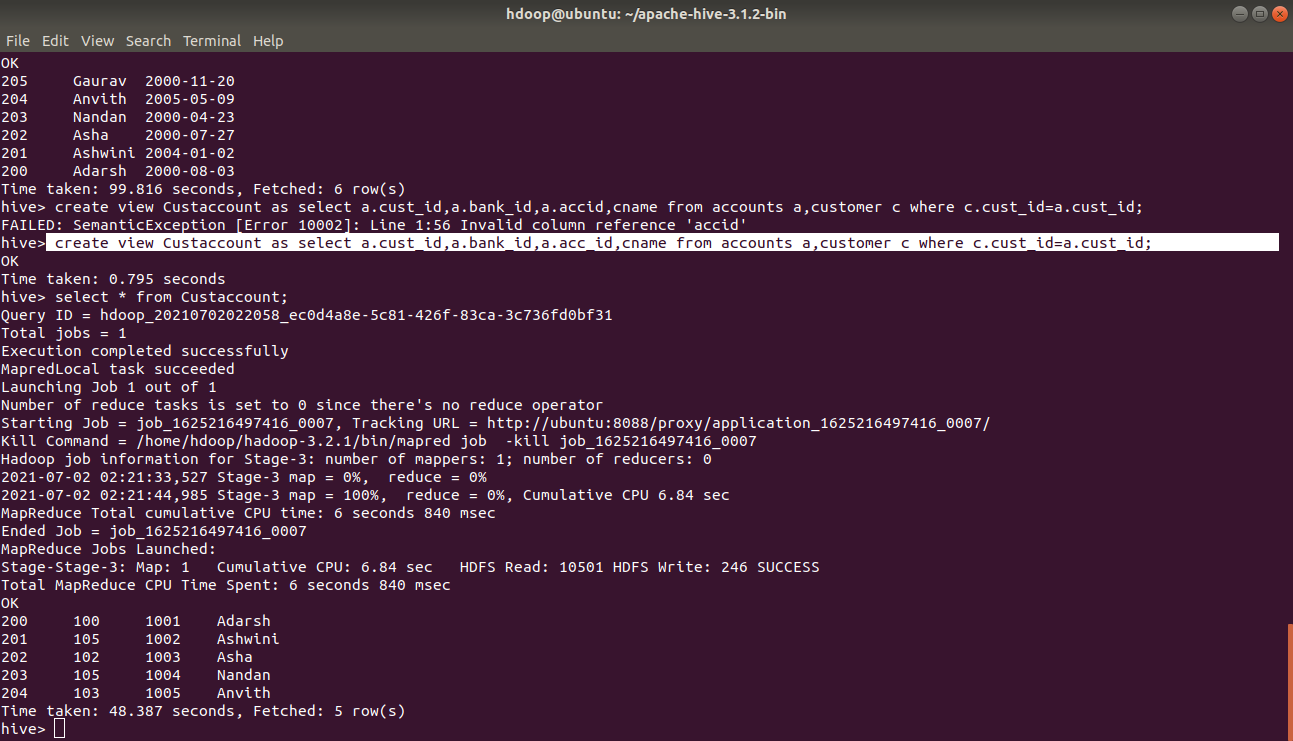 hdoop@ubuntu: ~/apache-hive-3.1.2-bin
File Edit View Search Terminal Help
OK
205     Gaurav  2000-11-20
204     Anvith  2005-05-09
203     Nandan  2000-04-23
202     Asha    2000-07-27
201     Ashwini 2004-01-02
200     Adarsh  2000-08-03
Time taken: 99.816 seconds, Fetched: 6 row(s)
hive> create view Custaccount as select a.cust_id,a.bank_id,a.accid,cname from accounts a,customer c where c.cust_id=a.cust_id;
FAILED: SemanticException [Error 10002]: Line 1:56 Invalid column reference 'accid'
hive> create view Custaccount as select a.cust_id,a.bank_id,a.acc_id,cname from accounts a,customer c where c.cust_id=a.cust_id;
OK
Time taken: 0.795 seconds
hive> select * from Custaccount;
Query ID = hdoop_20210702022058_ec0d4a8e-5c81-426f-83ca-3c736fd0bf31
Total jobs = 1
Execution completed successfully
MapredLocal task succeeded
Launching Job 1 out of 1
Number of reduce tasks is set to 0 since there's no reduce operator
Starting Job = job_1625216497416_0007, Tracking URL = http://ubuntu:8088/proxy/application_1625216497416_0007/
Kill Command = /home/hdoop/hadoop-3.2.1/bin/mapred job  -kill job_1625216497416_0007
Hadoop job information for Stage-3: number of mappers: 1; number of reducers: 0
2021-07-02 02:21:33,527 Stage-3 map = 0%,  reduce = 0%
2021-07-02 02:21:44,985 Stage-3 map = 100%,  reduce = 0%, Cumulative CPU 6.84 sec
MapReduce Total cumulative CPU time: 6 seconds 840 msec
Ended Job = job_1625216497416_0007
MapReduce Jobs Launched:
Stage-Stage-3: Map: 1   Cumulative CPU: 6.84 sec   HDFS Read: 10501 HDFS Write: 246 SUCCESS
Total MapReduce CPU Time Spent: 6 seconds 840 msec
OK
200     100     1001    Adarsh
201     105     1002    Ashwini
202     102     1003    Asha
203     105     1004    Nandan
204     103     1005    Anvith
Time taken: 48.387 seconds, Fetched: 5 row(s)
hive>